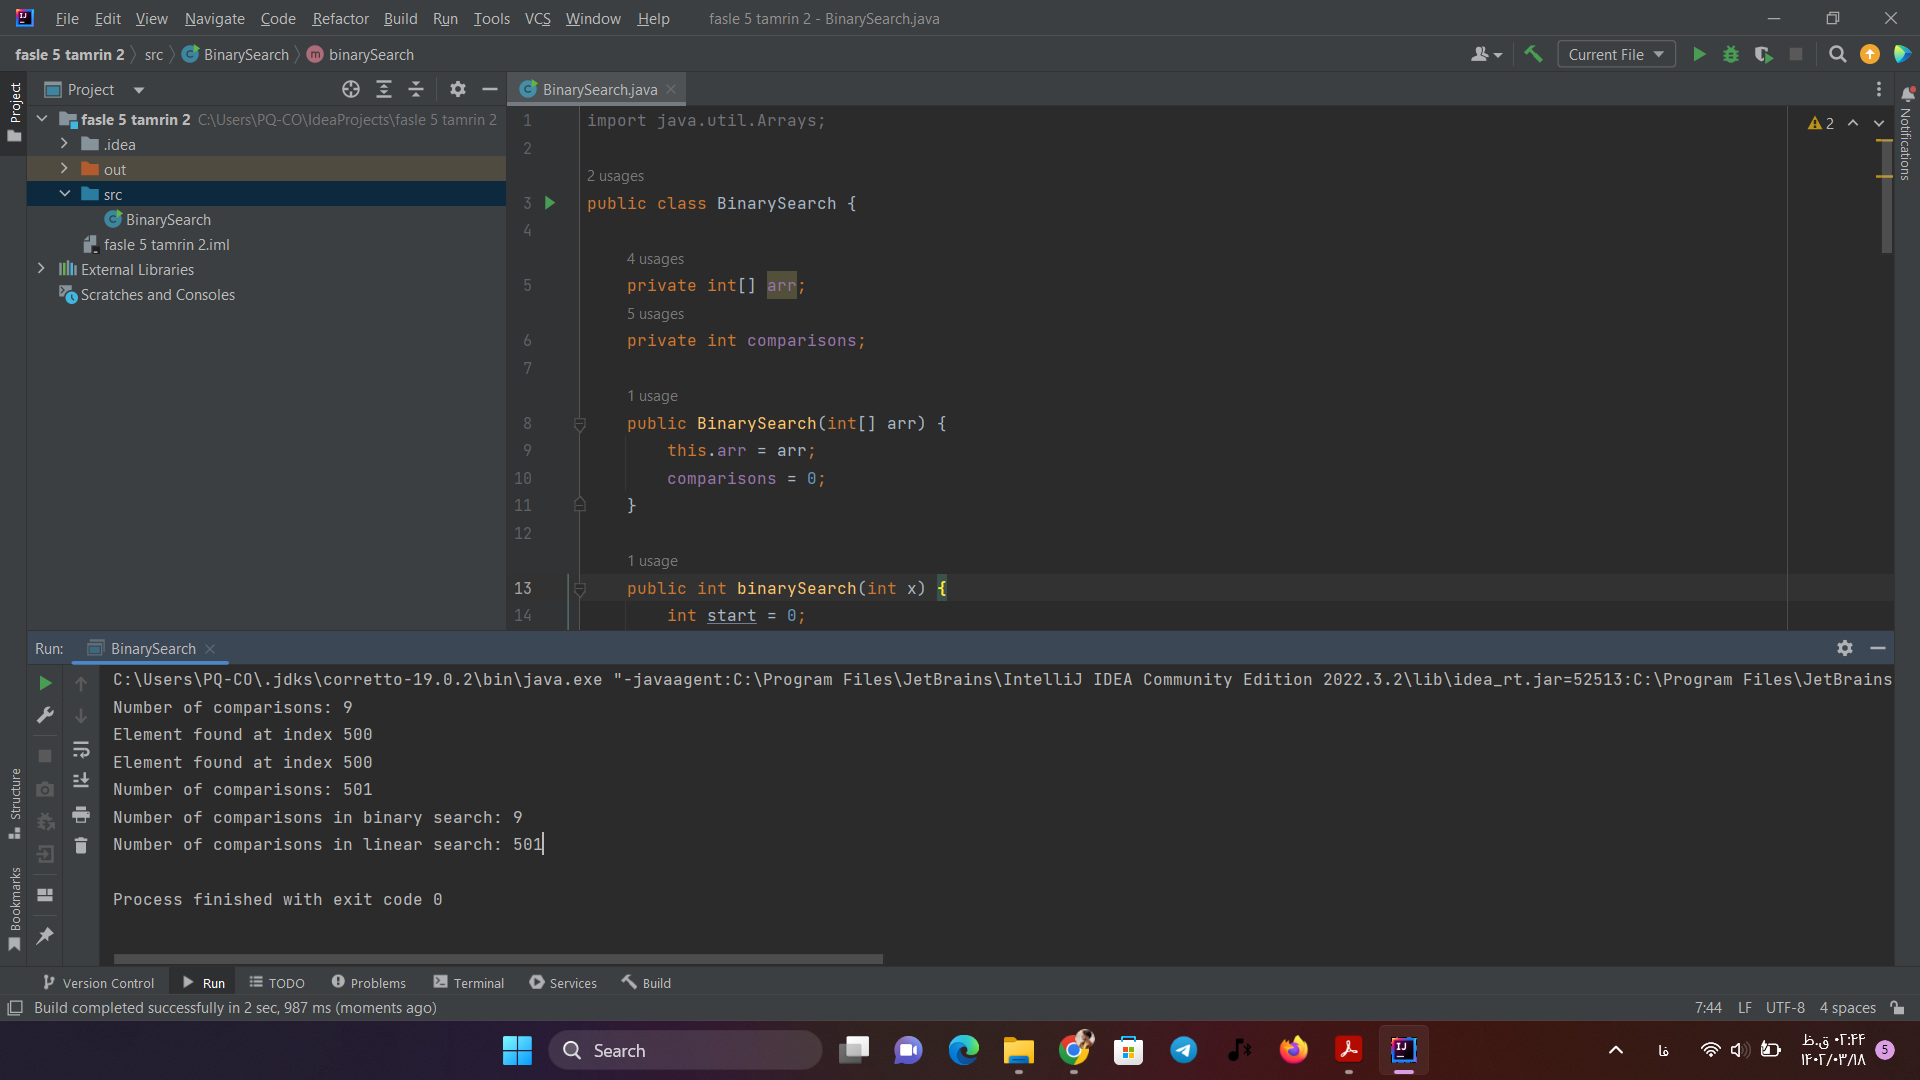 File Edit View Navigate Code Refactor Build Run Tools VCS Window Help fasle 5 tamrin 2 - BinarySearch.java
fasle 5 tamrin 2 src BinarySearch m binarySearch Current File
Project
Project
fasle 5 tamrin 2 C:\Users\PQ-CO\IdeaProjects\fasle 5 tamrin 2
.idea
out
src
BinarySearch
fasle 5 tamrin 2.iml
External Libraries
Scratches and Consoles
BinarySearch.java
1 import java.util.Arrays;
2
2 usages
3 public class BinarySearch {
4
4 usages
5 private int[] arr;
5 usages
6 private int comparisons;
7
1 usage
8 public BinarySearch(int[] arr) {
9 this.arr = arr;
10 comparisons = 0;
11 }
12
1 usage
13 public int binarySearch(int x) {
14 int start = 0;
2
Notifications
Run: BinarySearch
C:\Users\PQ-CO\.jdks\corretto-19.0.2\bin\java.exe "-javaagent:C:\Program Files\JetBrains\IntelliJ IDEA Community Edition 2022.3.2\lib\idea_rt.jar=52513:C:\Program Files\JetBrains
Number of comparisons: 9
Element found at index 500
Element found at index 500
Number of comparisons: 501
Number of comparisons in binary search: 9
Number of comparisons in linear search: 501
Process finished with exit code 0
Structure
Bookmarks
Version Control Run TODO Problems Terminal Services Build
Build completed successfully in 2 sec, 987 ms (moments ago) 7:44 LF UTF-8 4 spaces
Search
فا
۰۲:۴۴ ق.ظ
۱۴۰۲/۰۳/۱۸
5